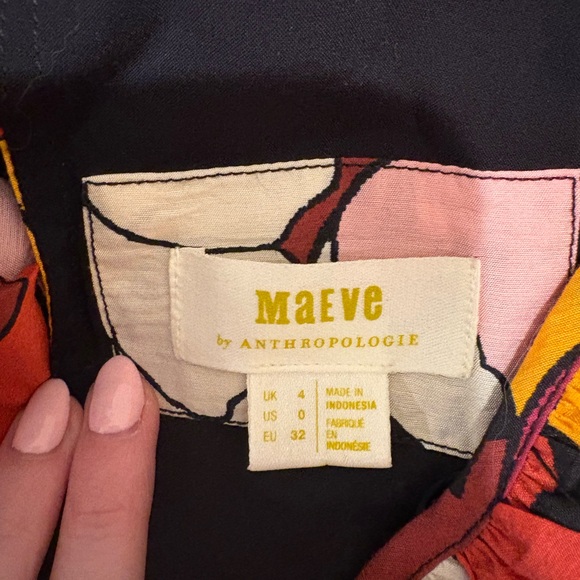 MaEve
by ANTHROPOLOGIE
UK 4
US 0
EU 32
MADE IN
INDONESIA
FABRIQUÉ
EN
INDONÉSIE